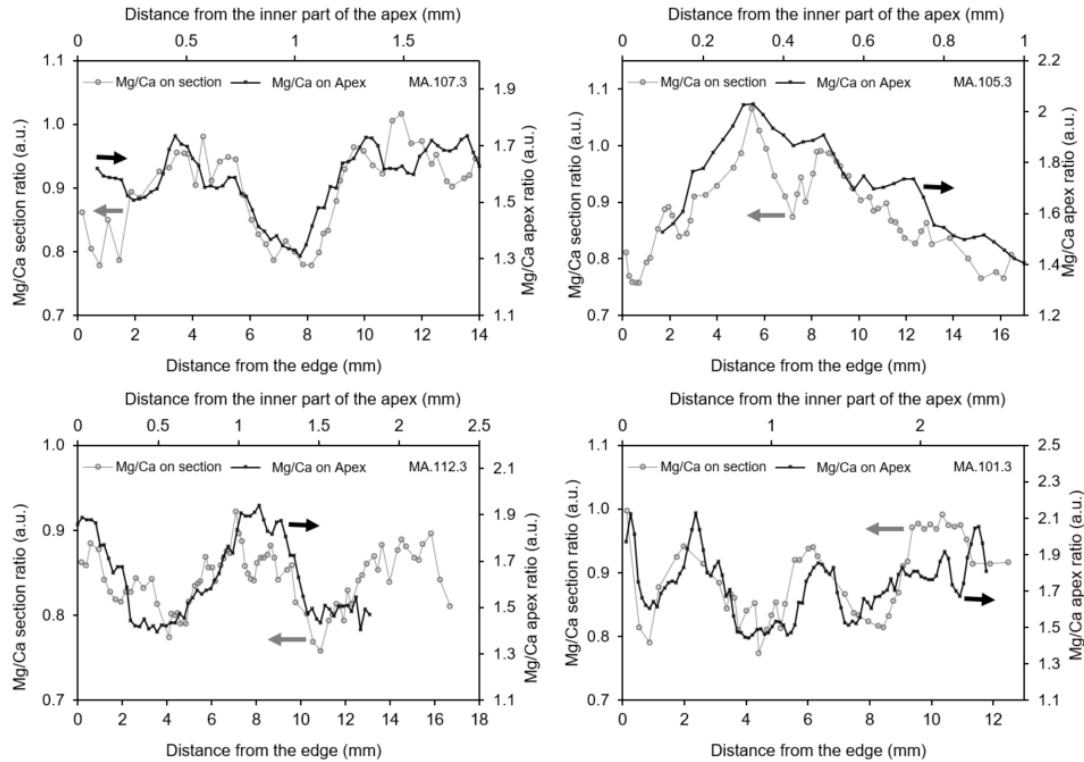 Distance from the inner part of the apex (mm)
0 0.5 1 1.5
1.1 1.0 0.9 0.8 0.7
Mg/Ca section ratio (a.u.)
Mg/Ca on section Mg/Ca on Apex MA.107.3
1.9 1.7 1.5 1.3 1.1
Mg/Ca apex ratio (a.u.)
0 2 4 6 8 10 12 14
Distance from the edge (mm)
Distance from the inner part of the apex (mm)
0 0.2 0.4 0.6 0.8 1
1.1 1.0 0.9 0.8 0.7
Mg/Ca section ratio (a.u.)
Mg/Ca on section Mg/Ca on Apex MA.105.3
2.2 2 1.8 1.6 1.4 1.2
Mg/Ca apex ratio (a.u.)
0 2 4 6 8 10 12 14 16
Distance from the edge (mm)
Distance from the inner part of the apex (mm)
0 0.5 1 1.5 2 2.5
1.0 0.9 0.8 0.7
Mg/Ca section ratio (a.u.)
Mg/Ca on section Mg/Ca on Apex MA.112.3
2.1 1.9 1.7 1.5 1.3 1.1
Mg/Ca apex ratio (a.u.)
0 2 4 6 8 10 12 14 16 18
Distance from the edge (mm)
Distance from the inner part of the apex (mm)
0 1 2
1.1 1.0 0.9 0.8 0.7
Mg/Ca section ratio (a.u.)
Mg/Ca on section Mg/Ca on Apex MA.101.3
2.5 2.3 2.1 1.9 1.7 1.5 1.3 1.1
Mg/Ca apex ratio (a.u.)
0 2 4 6 8 10 12
Distance from the edge (mm)